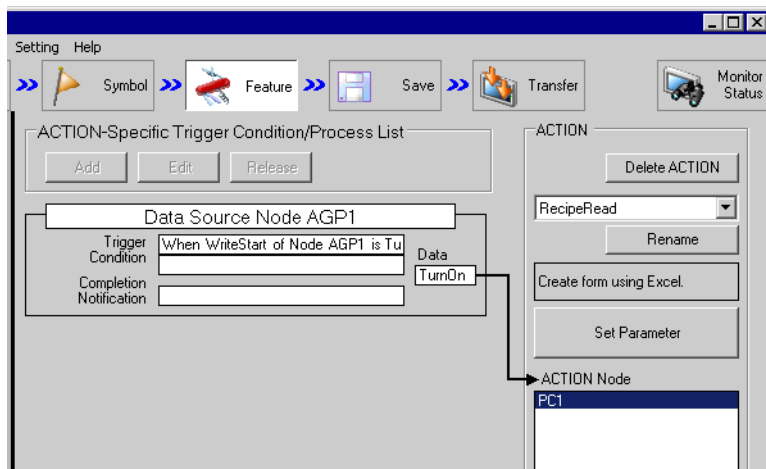 Setting Help
Symbol
Feature
Save
Transfer
Monitor
Status
ACTION-Specific Trigger Condition/Process List
Add Edit Release
Data Source Node AGP1
Trigger
Condition
When WriteStart of Node AGP1 is Tu
Completion
Notification
Data
TurnOn
ACTION
Delete ACTION
RecipeRead
Rename
Create form using Excel.
Set Parameter
ACTION Node
PC1